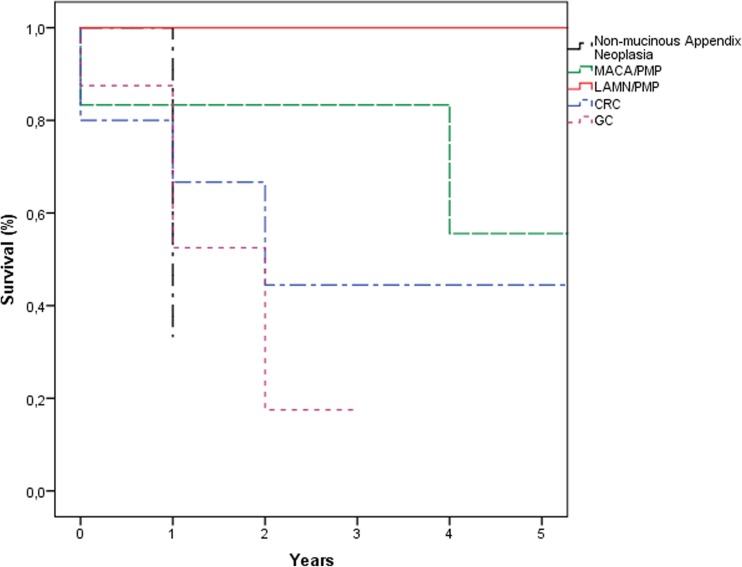 Survival (%)
1,0
0,8
0,6
0,4
0,2
0,0
0 1 2 3 4 5
Years
Non-mucinous Appendix
Neoplasia
MACA/PMP
LAMN/PMP
CRC
GC